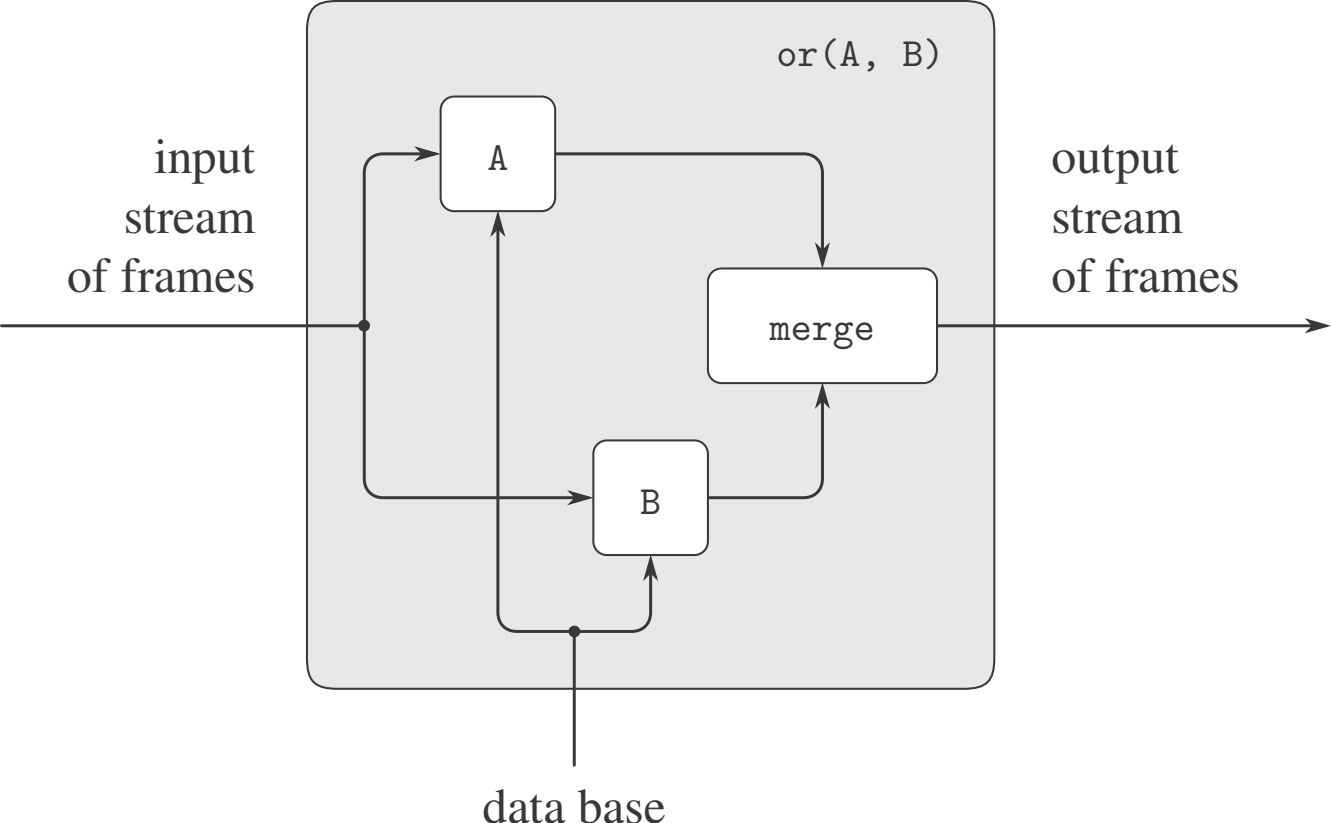 or(A, B)
input
stream
of frames
A
output
stream
of frames
merge
B
data base